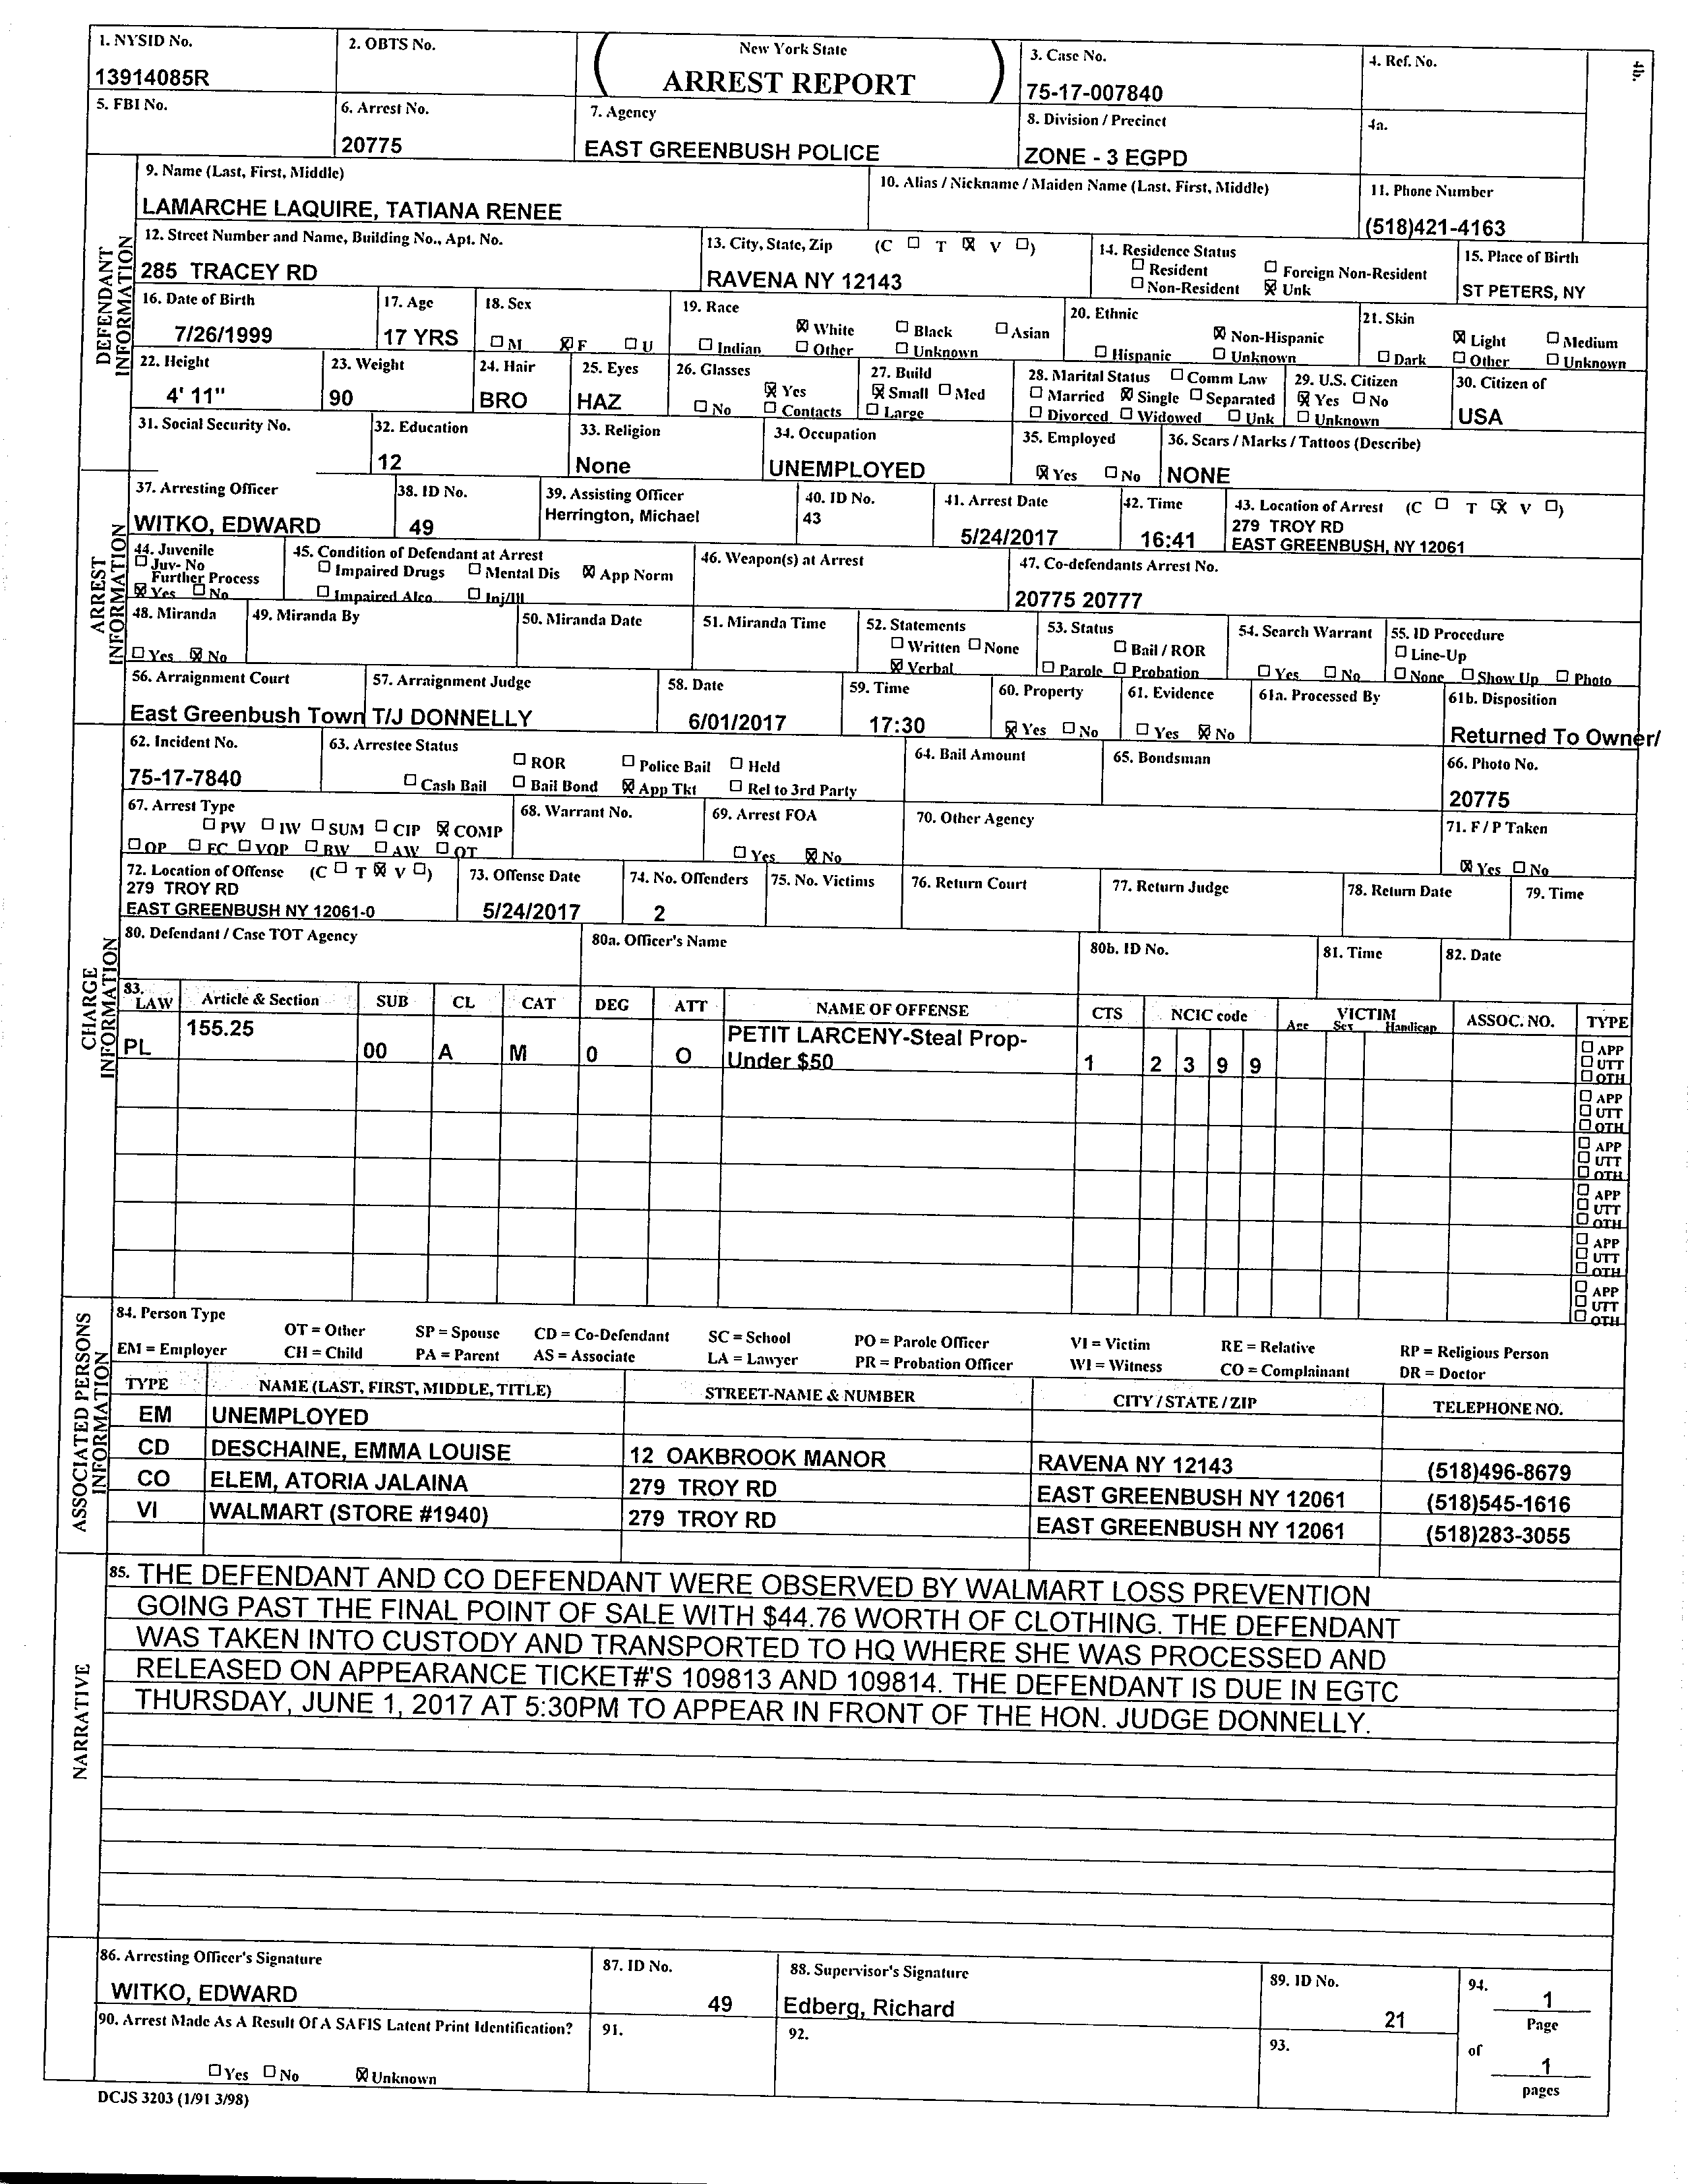 1. NYSID No.
13914085R
2. OBTS No.
New York State
ARREST REPORT
3. Case No.
75-17-007840
4. Ref. No.
4b.
5. FBI No.
6. Arrest No.
20775
7. Agency
EAST GREENBUSH POLICE
8. Division / Precinct
ZONE - 3 EGPD
4a.
DEFENDANT INFORMATION
9. Name (Last, First, Middle)
LAMARCHE LAQUIRE, TATIANA RENEE
10. Alias / Nickname / Maiden Name (Last, First, Middle)
11. Phone Number
(518)421-4163
12. Street Number and Name, Building No., Apt. No.
285 TRACEY RD
13. City, State, Zip (C ☐ T ☒ V ☐)
RAVENA NY 12143
14. Residence Status
☐ Resident ☐ Foreign Non-Resident
☐ Non-Resident ☒ Unk
15. Place of Birth
ST PETERS, NY
16. Date of Birth
7/26/1999
17. Age
17 YRS
18. Sex
☐ M ☒ F ☐ U
19. Race
☒ White ☐ Black ☐ Asian
☐ Indian ☐ Other ☐ Unknown
20. Ethnic
☒ Non-Hispanic
☐ Hispanic ☐ Unknown
21. Skin
☒ Light ☐ Medium
☐ Dark ☐ Other ☐ Unknown
22. Height
4' 11"
23. Weight
90
24. Hair
BRO
25. Eyes
HAZ
26. Glasses
☒ Yes
☐ No ☐ Contacts
27. Build
☒ Small ☐ Med
☐ Large
28. Marital Status ☐ Comm Law
☐ Married ☒ Single ☐ Separated
☐ Divorced ☐ Widowed ☐ Unk
29. U.S. Citizen
☒ Yes ☐ No
☐ Unknown
30. Citizen of
USA
31. Social Security No.
32. Education
12
33. Religion
None
34. Occupation
UNEMPLOYED
35. Employed
☒ Yes ☐ No
36. Scars / Marks / Tattoos (Describe)
NONE
ARREST INFORMATION
37. Arresting Officer
WITKO, EDWARD
38. ID No.
49
39. Assisting Officer
Herrington, Michael
40. ID No.
43
41. Arrest Date
5/24/2017
42. Time
16:41
43. Location of Arrest (C ☐ T ☒ V ☐)
279 TROY RD
EAST GREENBUSH, NY 12061
44. Juvenile
☐ Juv- No
Further Process
☒ Yes ☐ No
45. Condition of Defendant at Arrest
☐ Impaired Drugs ☐ Mental Dis ☒ App Norm
☐ Impaired Alco ☐ Inj/Ill
46. Weapon(s) at Arrest
47. Co-defendants Arrest No.
20775 20777
48. Miranda
☐ Yes ☒ No
49. Miranda By
50. Miranda Date
51. Miranda Time
52. Statements
☐ Written ☐ None
☒ Verbal
53. Status
☐ Bail / ROR
☐ Parole ☐ Probation
54. Search Warrant
☐ Yes ☐ No
55. ID Procedure
☐ Line-Up
☐ None ☐ Show Up ☐ Photo
56. Arraignment Court
East Greenbush Town
57. Arraignment Judge
T/J DONNELLY
58. Date
6/01/2017
59. Time
17:30
60. Property
☒ Yes ☐ No
61. Evidence
☐ Yes ☒ No
61a. Processed By
61b. Disposition
Returned To Owner/
CHARGE INFORMATION
62. Incident No.
75-17-7840
63. Arrestee Status
☐ ROR ☐ Police Bail ☐ Held
☐ Cash Bail ☐ Bail Bond ☒ App Tkt ☐ Rel to 3rd Party
64. Bail Amount
65. Bondsman
66. Photo No.
20775
67. Arrest Type
☐ PW ☐ IW ☐ SUM ☐ CIP ☒ COMP
☐ OP ☐ FC ☐ VOP ☐ BW ☐ AW ☐ OT
68. Warrant No.
69. Arrest FOA
☐ Yes ☒ No
70. Other Agency
71. F / P Taken
☒ Yes ☐ No
72. Location of Offense (C ☐ T ☒ V ☐)
279 TROY RD
EAST GREENBUSH NY 12061-0
73. Offense Date
5/24/2017
74. No. Offenders
2
75. No. Victims
76. Return Court
77. Return Judge
78. Return Date
79. Time
80. Defendant / Case TOT Agency
80a. Officer's Name
80b. ID No.
81. Time
82. Date
83. LAW Article & Section SUB CL CAT DEG ATT NAME OF OFFENSE CTS NCIC code VICTIM Age Sex Handicap ASSOC. NO. TYPE
PL 155.25 00 A M 0 O PETIT LARCENY-Steal Prop-
Under $50 1 2 3 9 9
☐ APP
☐ UTT
☐ OTH
☐ APP
☐ UTT
☐ OTH
☐ APP
☐ UTT
☐ OTH
☐ APP
☐ UTT
☐ OTH
☐ APP
☐ UTT
☐ OTH
☐ APP
☐ UTT
☐ OTH
ASSOCIATED PERSONS INFORMATION
84. Person Type
OT = Other SP = Spouse CD = Co-Defendant SC = School PO = Parole Officer VI = Victim RE = Relative RP = Religious Person
EM = Employer CH = Child PA = Parent AS = Associate LA = Lawyer PR = Probation Officer WI = Witness CO = Complainant DR = Doctor
TYPE NAME (LAST, FIRST, MIDDLE, TITLE) STREET-NAME & NUMBER CITY / STATE / ZIP TELEPHONE NO.
EM UNEMPLOYED
CD DESCHAINE, EMMA LOUISE 12 OAKBROOK MANOR RAVENA NY 12143 (518)496-8679
CO ELEM, ATORIA JALAINA 279 TROY RD EAST GREENBUSH NY 12061 (518)545-1616
VI WALMART (STORE #1940) 279 TROY RD EAST GREENBUSH NY 12061 (518)283-3055
NARRATIVE
85. THE DEFENDANT AND CO DEFENDANT WERE OBSERVED BY WALMART LOSS PREVENTION
GOING PAST THE FINAL POINT OF SALE WITH $44.76 WORTH OF CLOTHING. THE DEFENDANT
WAS TAKEN INTO CUSTODY AND TRANSPORTED TO HQ WHERE SHE WAS PROCESSED AND
RELEASED ON APPEARANCE TICKET#'S 109813 AND 109814. THE DEFENDANT IS DUE IN EGTC
THURSDAY, JUNE 1, 2017 AT 5:30PM TO APPEAR IN FRONT OF THE HON. JUDGE DONNELLY.
86. Arresting Officer's Signature
WITKO, EDWARD
87. ID No.
49
88. Supervisor's Signature
Edberg, Richard
89. ID No.
21
94.
1
Page
of
1
pages
90. Arrest Made As A Result Of A SAFIS Latent Print Identification?
☐ Yes ☐ No ☒ Unknown
91.
92.
93.
DCJS 3203 (1/91 3/98)